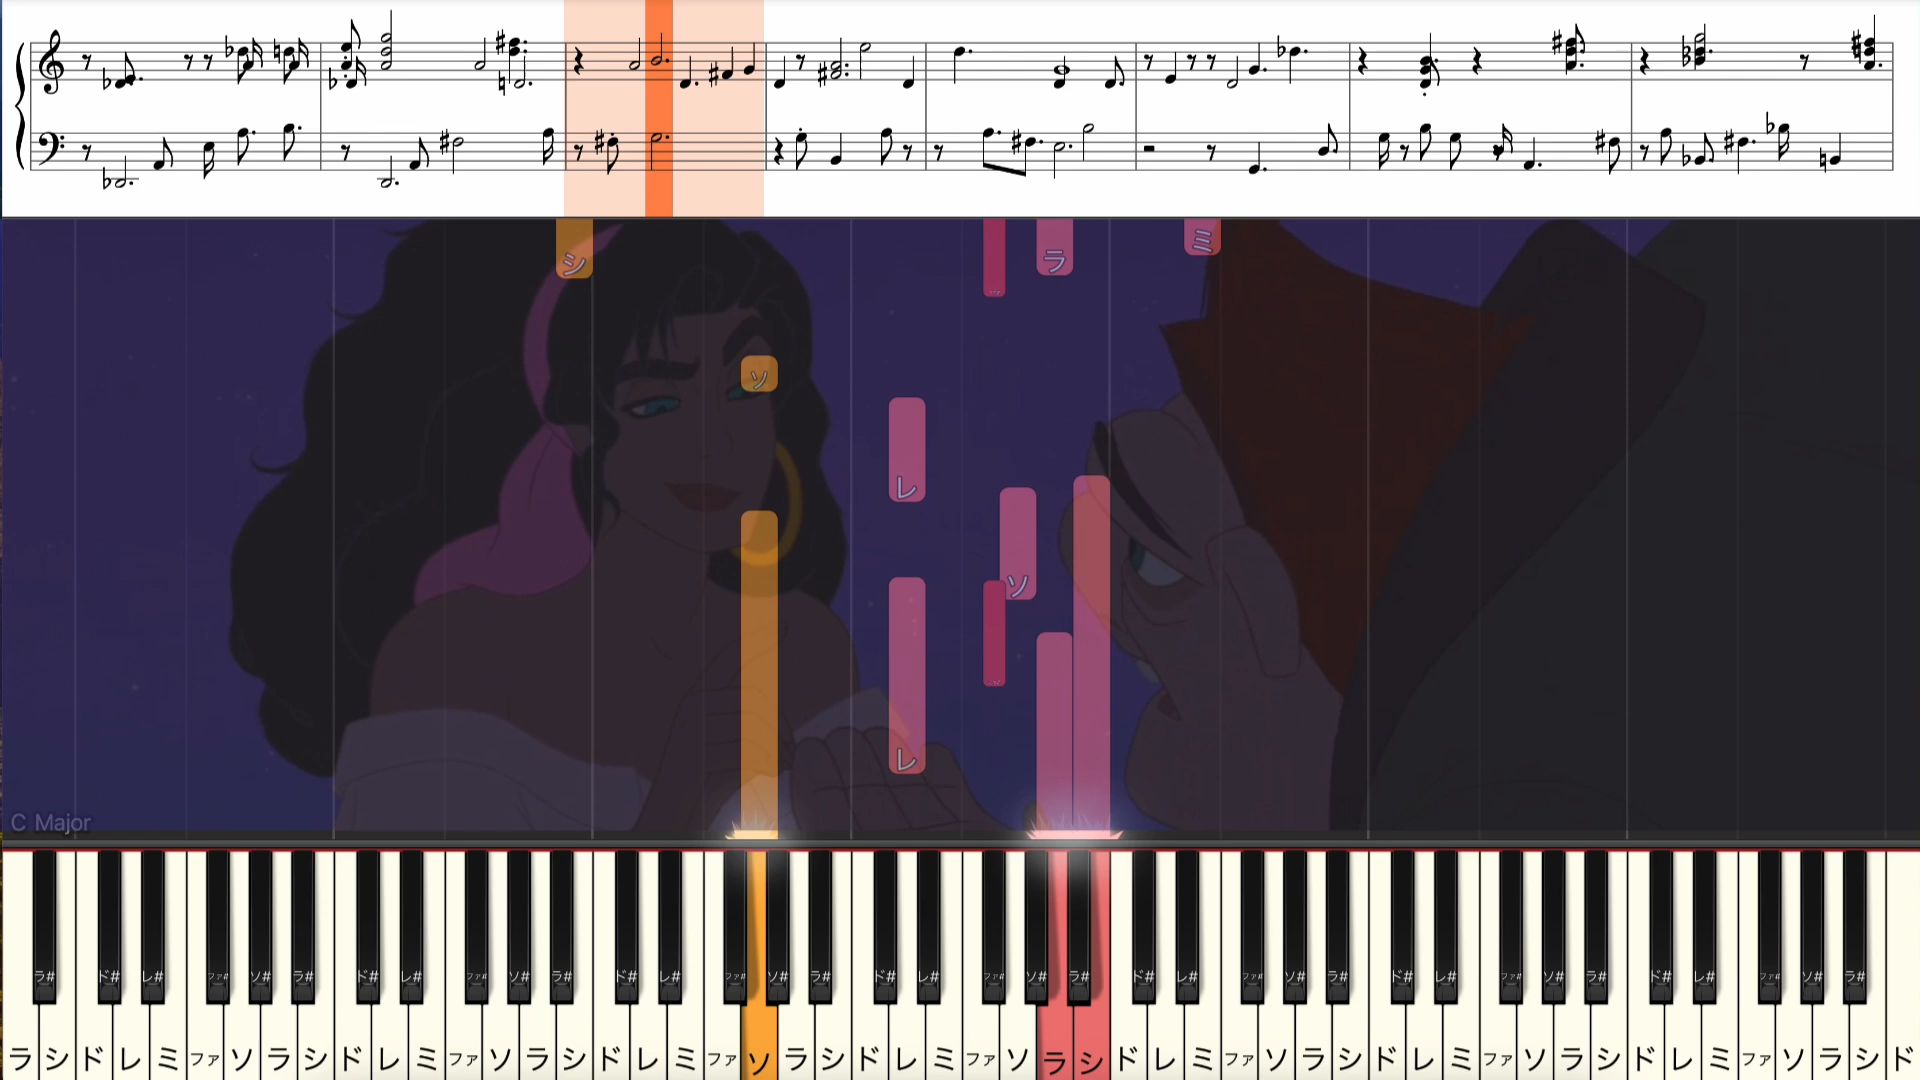 シ ラ ミ
ソ
レ
ソ
レ
C Major
ラ# ド# レ# ファ# ソ# ラ# ド# レ# ファ# ソ# ラ# ド# レ# ファ# ソ# ラ# ド# レ# ファ# ソ# ラ# ド# レ# ファ# ソ# ラ# ド# レ# ファ# ソ# ラ# ド# レ# ファ# ソ# ラ#
ラ シ ド レ ミ ファ ソ ラ シ ド レ ミ ファ ソ ラ シ ド レ ミ ファ ソ ラ シ ド レ ミ ファ ソ ラ シ ド レ ミ ファ ソ ラ シ ド レ ミ ファ ソ ラ シ ド レ ミ ファ ソ ラ シ ド